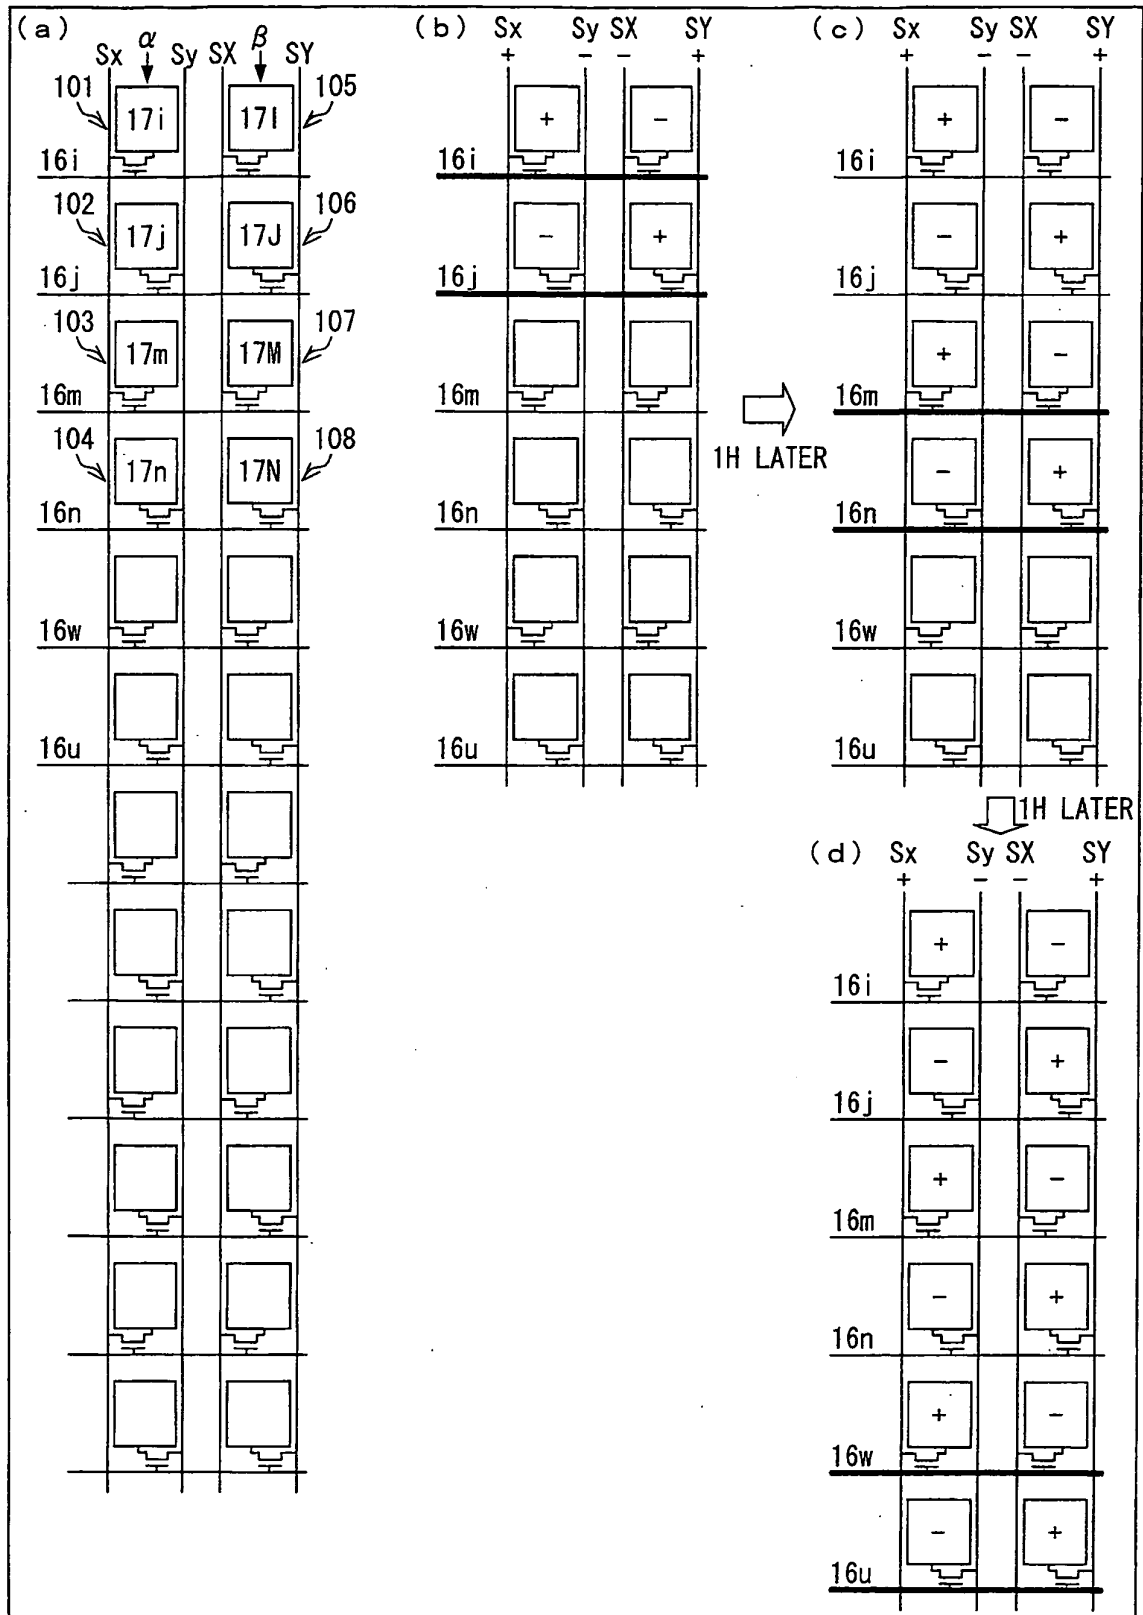 (a)
α β
Sx Sy SX SY
101 17i 17I 105
16i
102 17j 17J 106
16j
103 17m 17M 107
16m
104 17n 17N 108
16n
16w
16u
(b)
Sx Sy SX SY
+ - - +
+ -
16i
- +
16j
16m
16n
16w
16u
1H LATER
(c)
Sx Sy SX SY
+ - - +
+ -
16i
- +
16j
+ -
16m
- +
16n
16w
16u
1H LATER
(d)
Sx Sy SX SY
+ - - +
+ -
16i
- +
16j
+ -
16m
- +
16n
+ -
16w
- +
16u